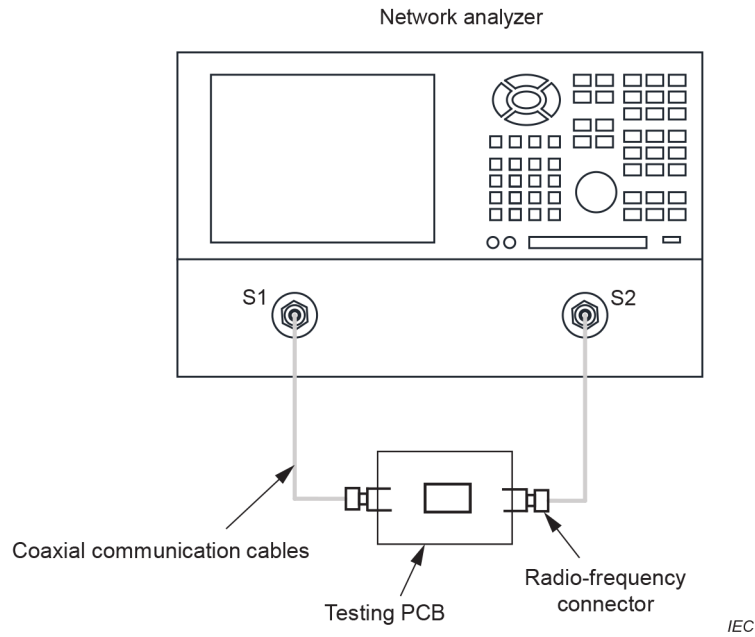 Network analyzer
S1
S2
Coaxial communication cables
Radio-frequency
connector
Testing PCB
IEC